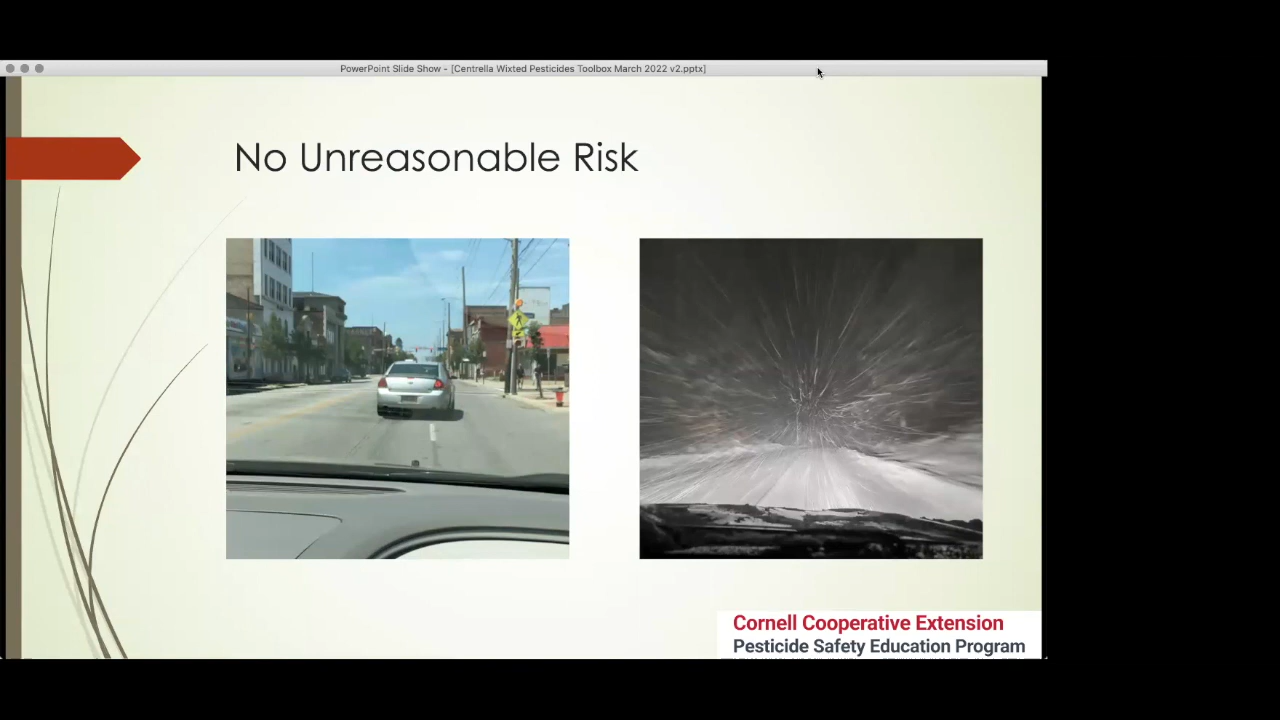 PowerPoint Slide Show - [Centrella Wixted Pesticides Toolbox March 2022 v2.pptx]
No Unreasonable Risk
Cornell Cooperative Extension
Pesticide Safety Education Program